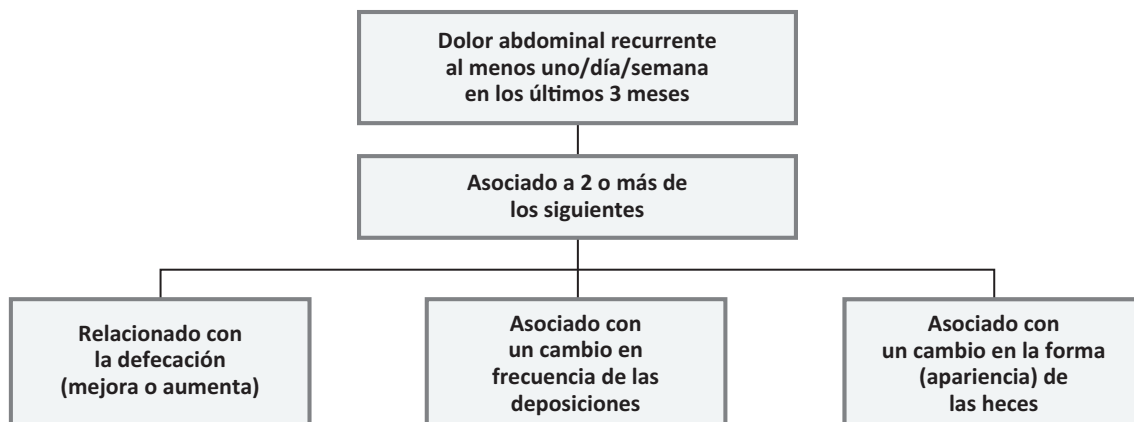 Dolor abdominal recurrente
al menos uno/día/semana
en los últimos 3 meses
Asociado a 2 o más de
los siguientes
Relacionado con
la defecación
(mejora o aumenta)
Asociado con
un cambio en
frecuencia de las
deposiciones
Asociado con
un cambio en la forma
(apariencia) de
las heces